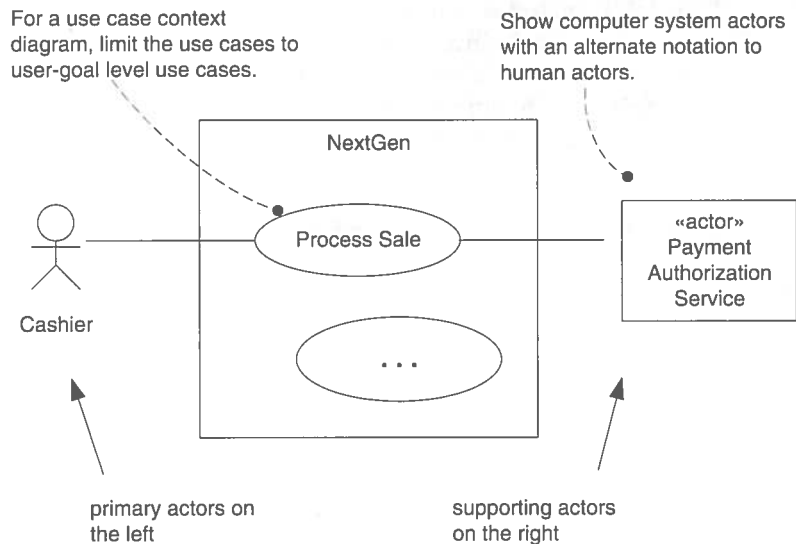 For a use case context
diagram, limit the use cases to
user-goal level use cases.
Show computer system actors
with an alternate notation to
human actors.
NextGen
Process Sale
«actor»
Payment
Authorization
Service
Cashier
. . .
primary actors on
the left
supporting actors
on the right